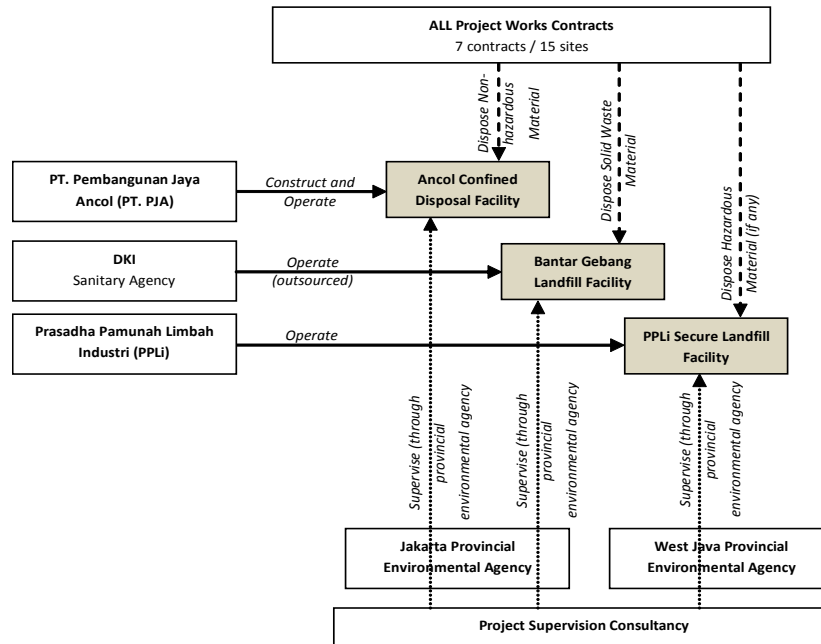 ALL Project Works Contracts
7 contracts / 15 sites
Dispose Non-
hazardous
Material
Dispose Solid Waste
Material
Dispose Hazardous
Material (if any)
PT. Pembangunan Jaya
Ancol (PT. PJA)
Construct and
Operate
Ancol Confined
Disposal Facility
DKI
Sanitary Agency
Operate
(outsourced)
Bantar Gebang
Landfill Facility
Prasadha Pamunah Limbah
Industri (PPLi)
Operate
PPLi Secure Landfill
Facility
Supervise (through
provincial
environmental agency
Supervise (through
provincial
environmental agency
Supervise (through
provincial
environmental agency
Jakarta Provincial
Environmental Agency
West Java Provincial
Environmental Agency
Project Supervision Consultancy